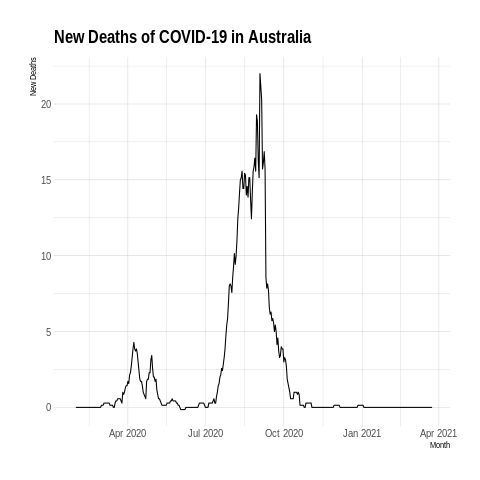 New Deaths of COVID-19 in Australia
New Deaths
20
15
10
5
0
Apr 2020 Jul 2020 Oct 2020 Jan 2021 Apr 2021
Month